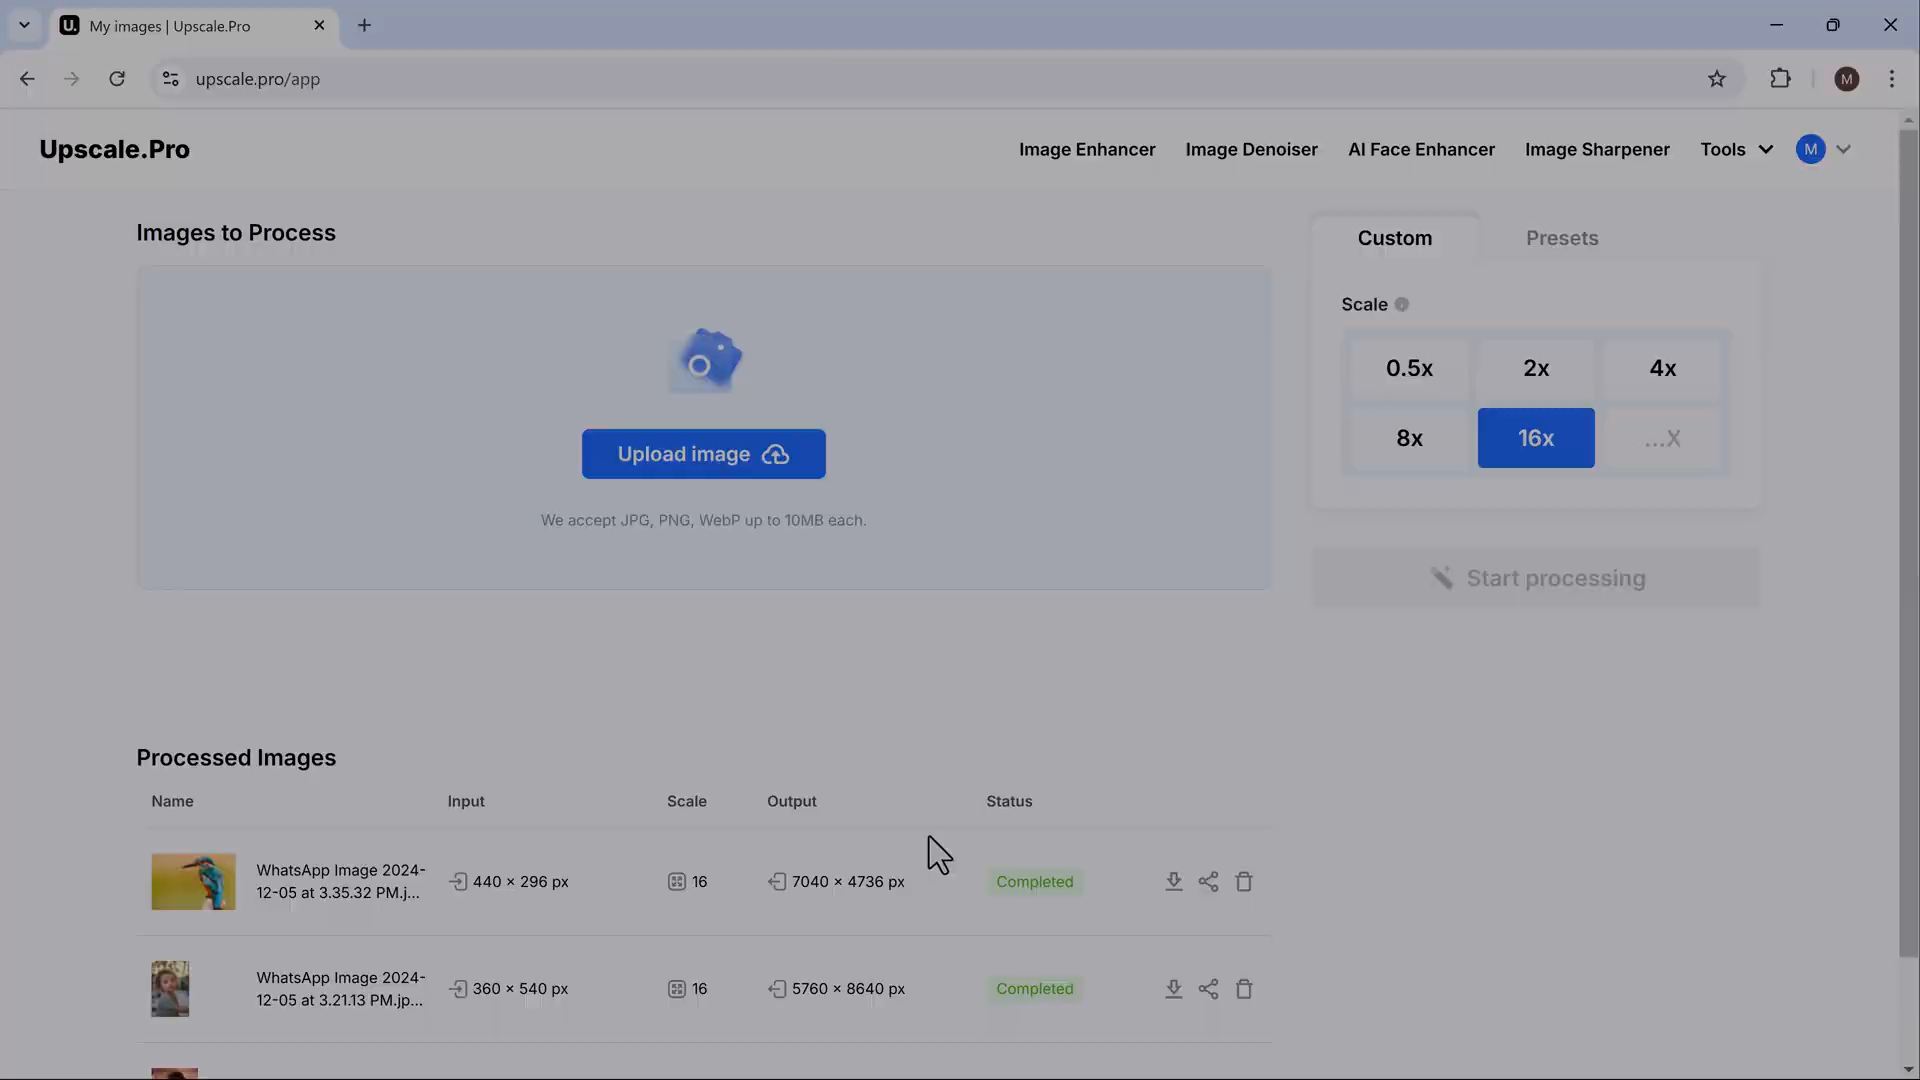 My images | Upscale.Pro
upscale.pro/app
M
Upscale.Pro
Image Enhancer
Image Denoiser
AI Face Enhancer
Image Sharpener
Tools
M
Images to Process
Upload image
We accept JPG, PNG, WebP up to 10MB each.
Custom
Presets
Scale
0.5x
2x
4x
8x
16x
...X
Start processing
Processed Images
Name
Input
Scale
Output
Status
WhatsApp Image 2024-
12-05 at 3.35.32 PM.j...
440 × 296 px
16
7040 × 4736 px
Completed
WhatsApp Image 2024-
12-05 at 3.21.13 PM.jp...
360 × 540 px
16
5760 × 8640 px
Completed